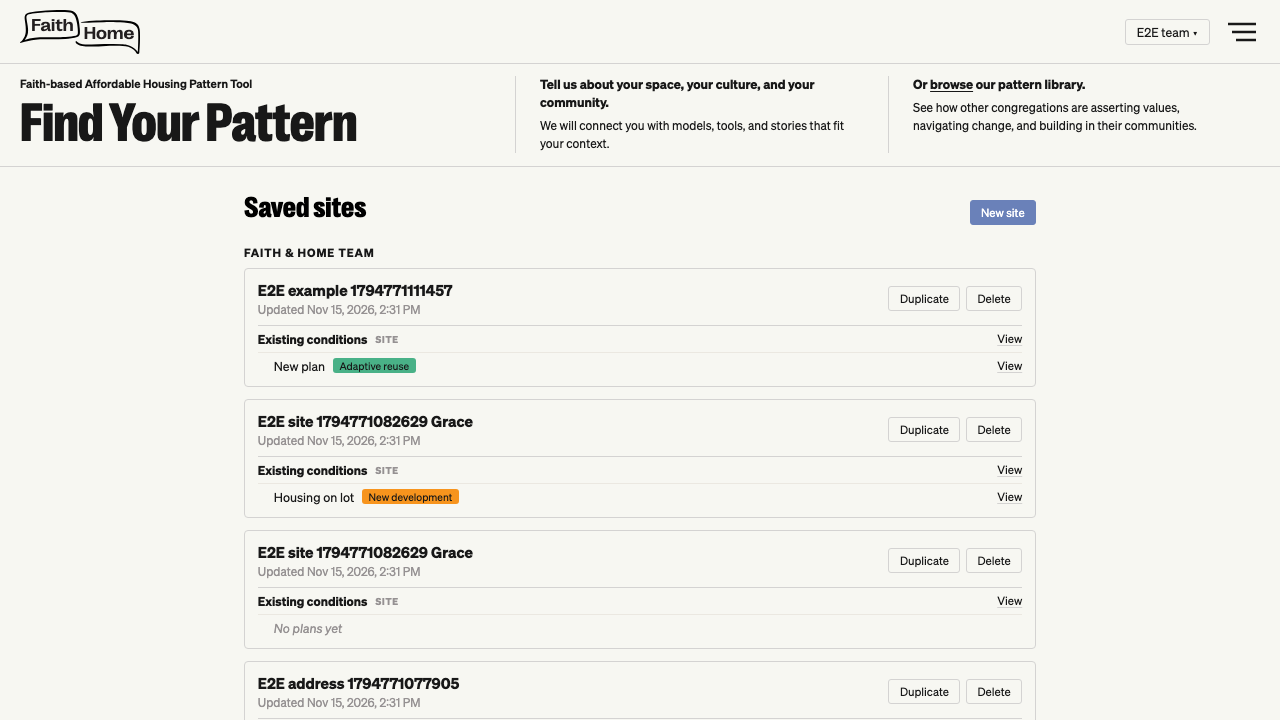 Faith
Home
E2E team ▾
Faith-based Affordable Housing Pattern Tool
Find Your Pattern
Tell us about your space, your culture, and your
community.
We will connect you with models, tools, and stories that fit
your context.
Or browse our pattern library.
See how other congregations are asserting values,
navigating change, and building in their communities.
Saved sites
New site
FAITH & HOME TEAM
E2E example 1794771111457
Updated Nov 15, 2026, 2:31 PM
Duplicate
Delete
Existing conditions SITE
View
New plan Adaptive reuse
View
E2E site 1794771082629 Grace
Updated Nov 15, 2026, 2:31 PM
Duplicate
Delete
Existing conditions SITE
View
Housing on lot New development
View
E2E site 1794771082629 Grace
Updated Nov 15, 2026, 2:31 PM
Duplicate
Delete
Existing conditions SITE
View
No plans yet
E2E address 1794771077905
Updated Nov 15, 2026, 2:31 PM
Duplicate
Delete